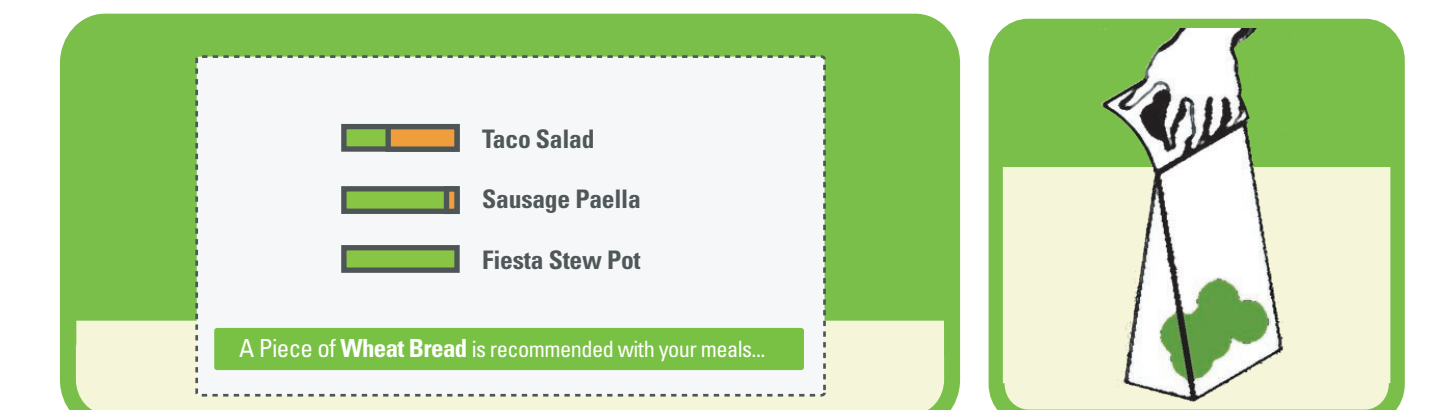 Taco Salad
Sausage Paella
Fiesta Stew Pot
A Piece of Wheat Bread is recommended with your meals...